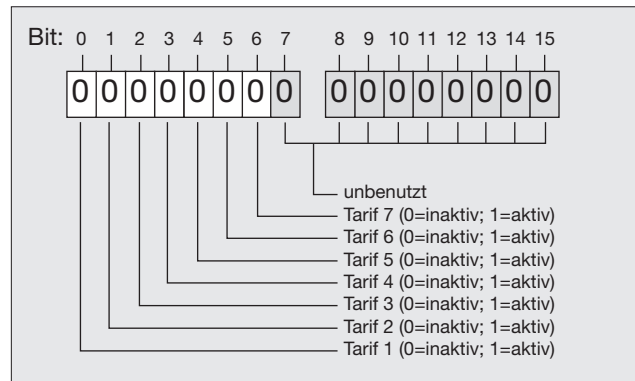 Bit: 0 1 2 3 4 5 6 7 8 9 10 11 12 13 14 15
0 0 0 0 0 0 0 0 0 0 0 0 0 0 0 0
unbenutzt
Tarif 7 (0=inaktiv; 1=aktiv)
Tarif 6 (0=inaktiv; 1=aktiv)
Tarif 5 (0=inaktiv; 1=aktiv)
Tarif 4 (0=inaktiv; 1=aktiv)
Tarif 3 (0=inaktiv; 1=aktiv)
Tarif 2 (0=inaktiv; 1=aktiv)
Tarif 1 (0=inaktiv; 1=aktiv)